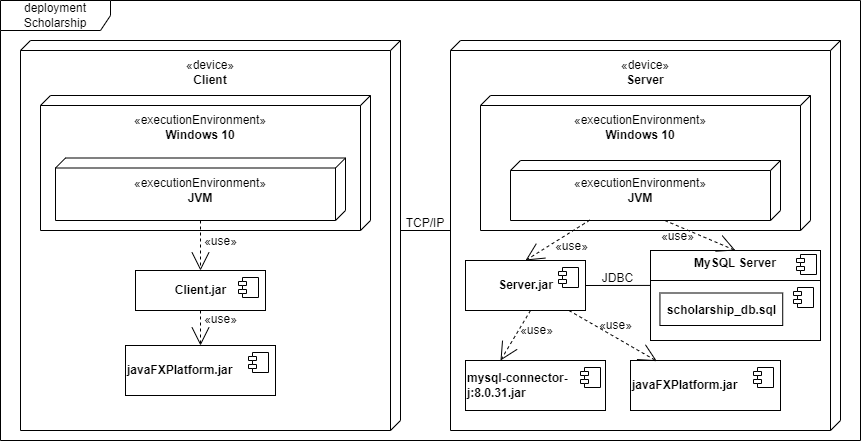 deployment
Scholarship
«device»
Client
«executionEnvironment»
Windows 10
«executionEnvironment»
JVM
«use»
Client.jar
«use»
javaFXPlatform.jar
TCP/IP
«device»
Server
«executionEnvironment»
Windows 10
«executionEnvironment»
JVM
«use»
«use»
Server.jar
JDBC
MySQL Server
scholarship_db.sql
«use»
«use»
mysql-connector-
j:8.0.31.jar
javaFXPlatform.jar